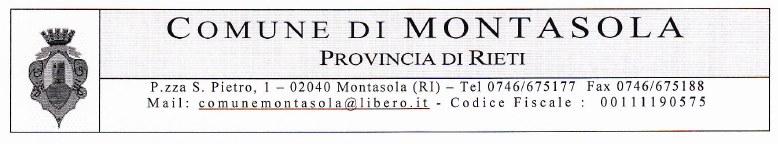 COMUNE DI MONTASOLA
PROVINCIA DI RIETI
P.zza S. Pietro, 1 – 02040 Montasola (RI) – Tel 0746/675177 Fax 0746/675188
Mail: comunemontasola@libero.it - Codice Fiscale : 00111190575